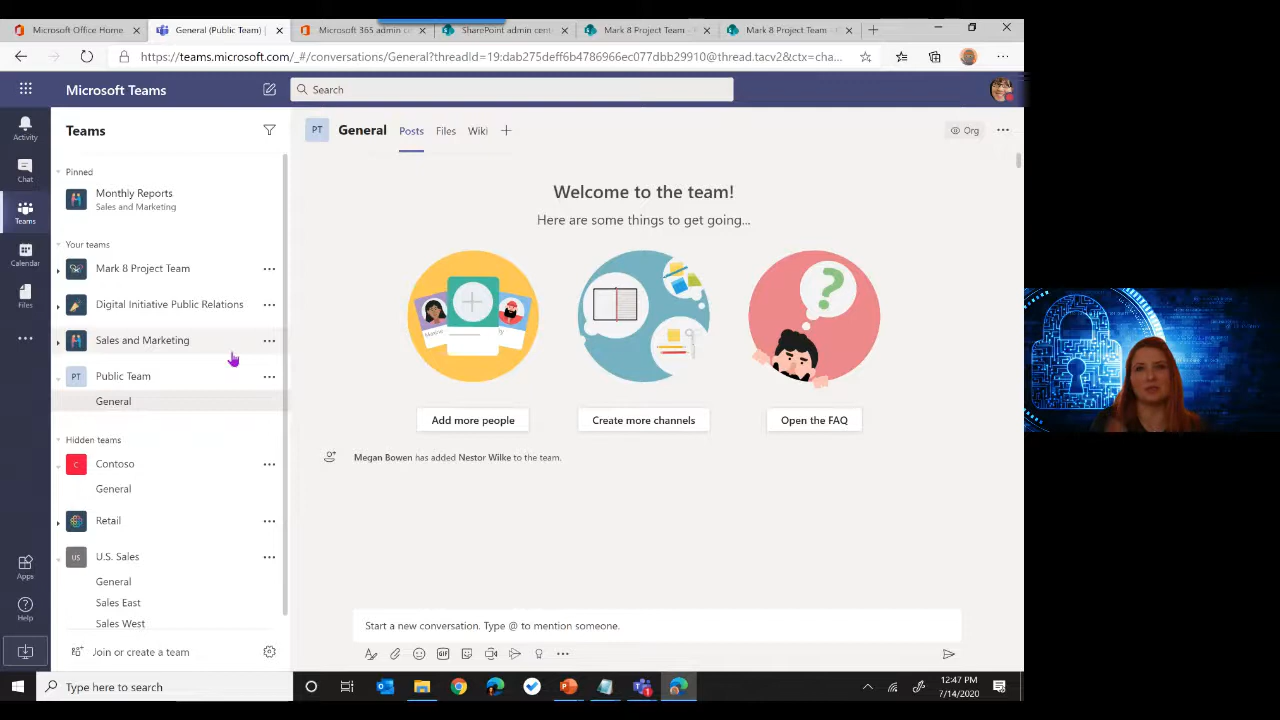 Microsoft Office Home
General (Public Team)
Microsoft 365 admin ce
SharePoint admin cent
Mark 8 Project Team -
Mark 8 Project Team -
https://teams.microsoft.com/_#/conversations/General?threadId=19:dab275deff6b4786966ec077dbb29910@thread.tacv2&ctx=cha...
Microsoft Teams
Search
Activity
Chat
Teams
Calendar
Files
Apps
Help
Teams
Pinned
Monthly Reports
Sales and Marketing
Your teams
Mark 8 Project Team
Digital Initiative Public Relations
Sales and Marketing
PT Public Team
General
Hidden teams
C Contoso
General
Retail
US U.S. Sales
General
Sales East
Sales West
Join or create a team
PT General Posts Files Wiki
Org
Welcome to the team!
Here are some things to get going...
Add more people
Create more channels
Open the FAQ
Megan Bowen has added Nestor Wilke to the team.
Start a new conversation. Type @ to mention someone.
GIF
Type here to search
12:47 PM
7/14/2020